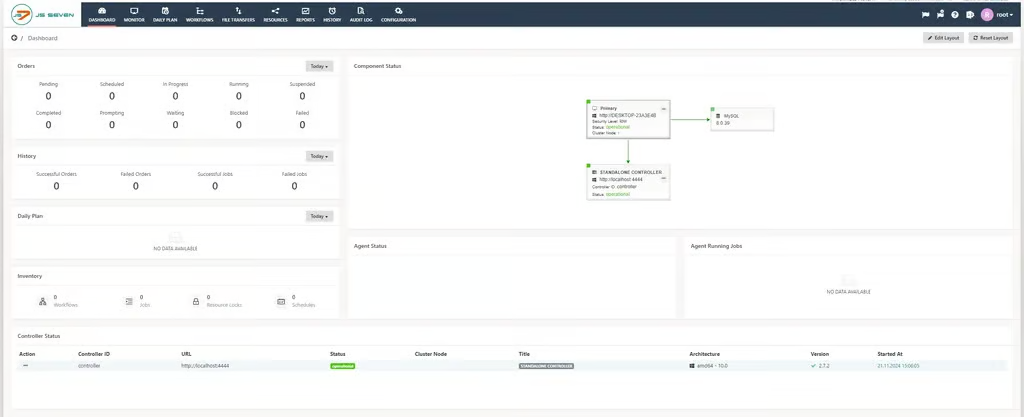 JS SEVEN
DASHBOARD MONITOR DAILY PLAN WORKFLOWS FILE TRANSFERS RESOURCES REPORTS HISTORY AUDIT LOG CONFIGURATION
R root
/ Dashboard
Edit Layout Reset Layout
Orders Today
Pending Scheduled In Progress Running Suspended
0 0 0 0 0
Completed Prompting Waiting Blocked Failed
0 0 0 0 0
History Today
Successful Orders Failed Orders Successful Jobs Failed Jobs
0 0 0 0
Daily Plan Today
NO DATA AVAILABLE
Inventory
0 0 0 0
Workflows Jobs Resource Locks Schedules
Component Status
Primary
http://DESKTOP-23A3E4B
Security Level: low
Status: operational
Cluster Node: -
MySQL
8.0.39
STANDALONE CONTROLLER
http://localhost:4444
Controller ID: controller
Status: operational
Agent Status
Agent Running Jobs
NO DATA AVAILABLE
Controller Status
Action Controller ID URL Status Cluster Node Title Architecture Version Started At
controller http://localhost:4444 operational STANDALONE CONTROLLER amd64 - 10.0 2.7.2 21.11.2024 15:06:05